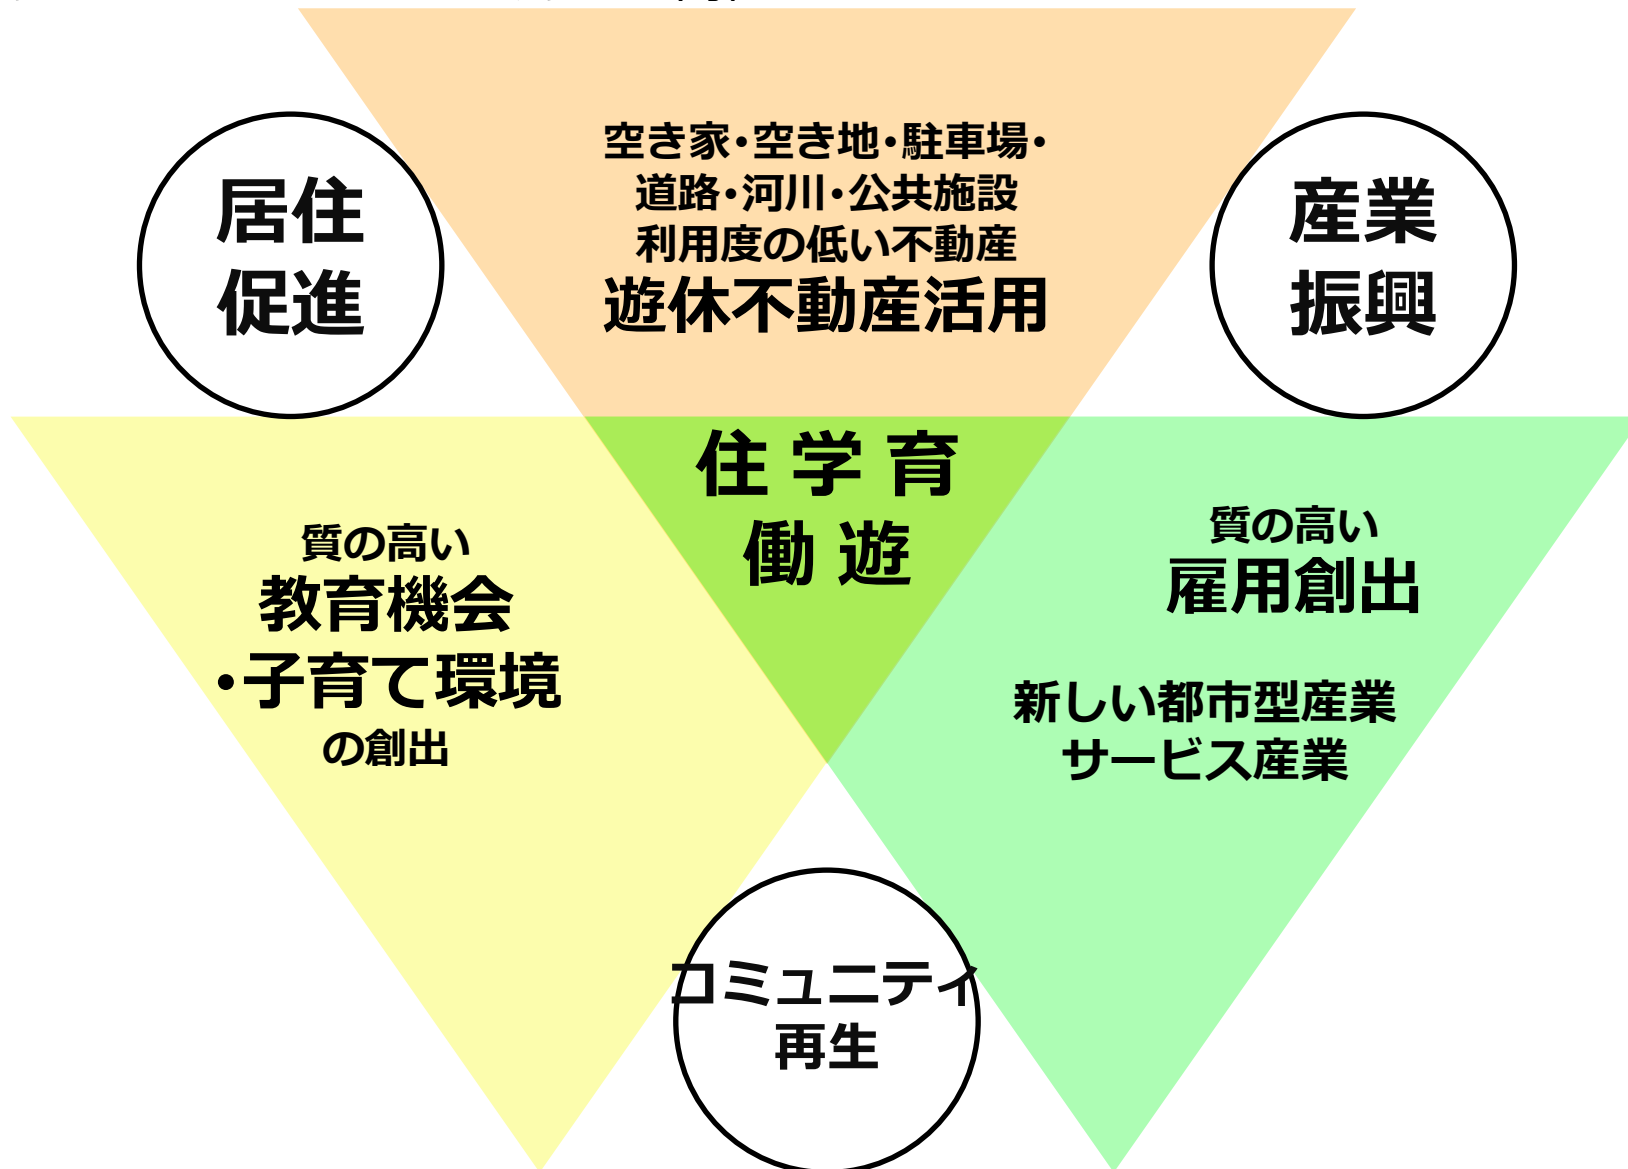 空き家・空き地・駐車場・
道路・河川・公共施設
利用度の低い不動産
遊休不動産活用
居住
促進
産業
振興
住 学 育
働 遊
質の高い
教育機会
・子育て環境
の創出
質の高い
雇用創出
新しい都市型産業
サービス産業
コミュニティ
再生